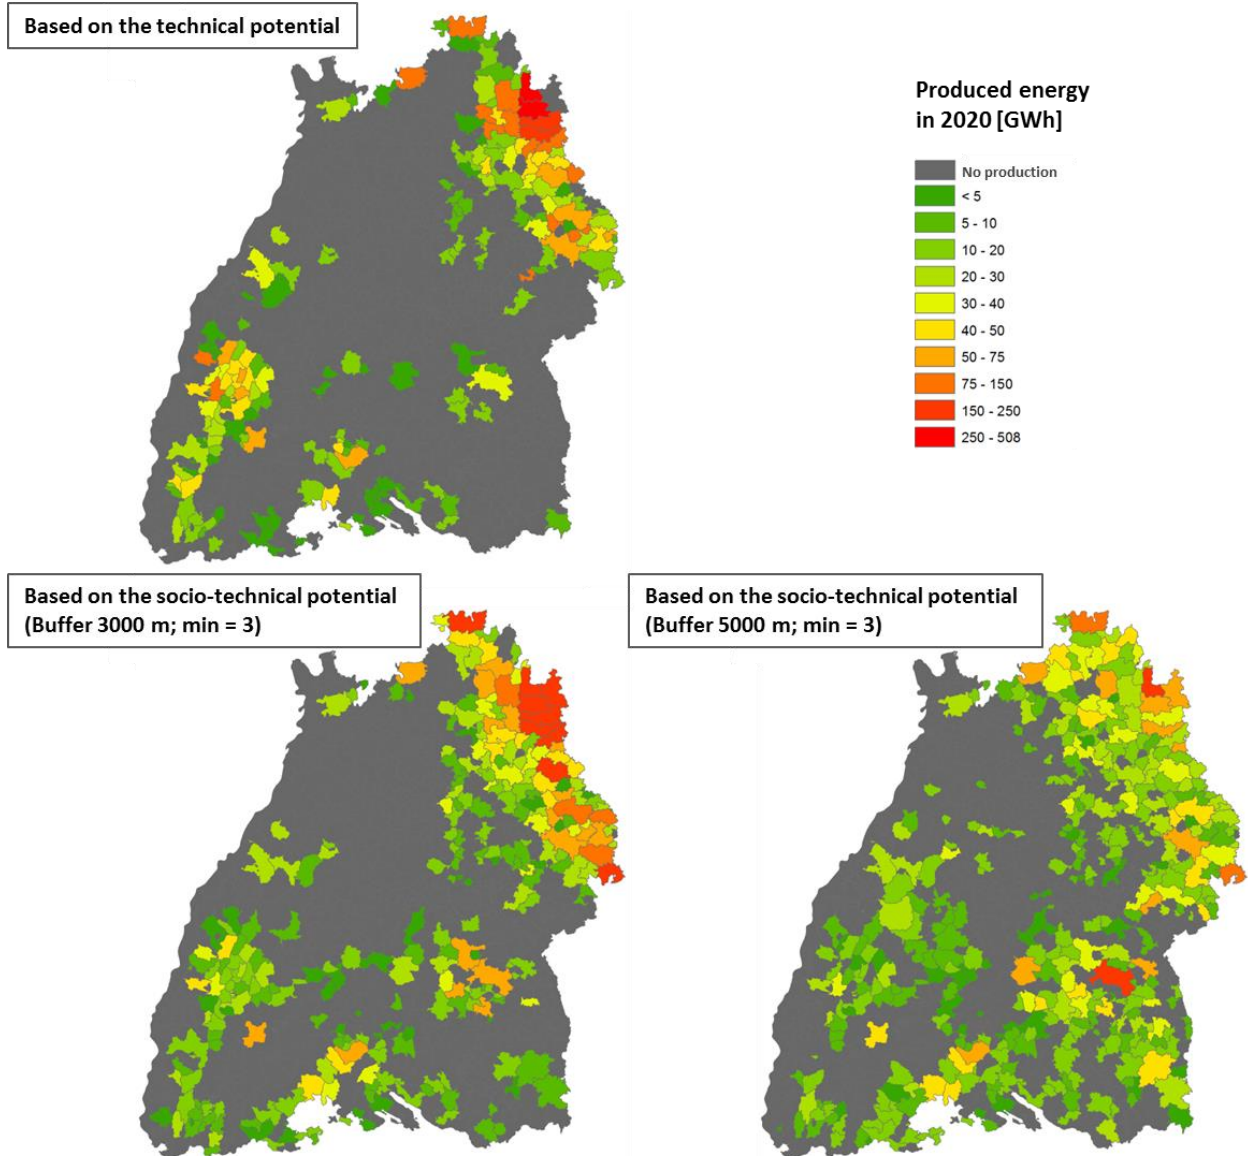 Based on the technical potential
Produced energy
in 2020 [GWh]
No production
< 5
5 - 10
10 - 20
20 - 30
30 - 40
40 - 50
50 - 75
75 - 150
150 - 250
250 - 508
Based on the socio-technical potential
(Buffer 3000 m; min = 3)
Based on the socio-technical potential
(Buffer 5000 m; min = 3)